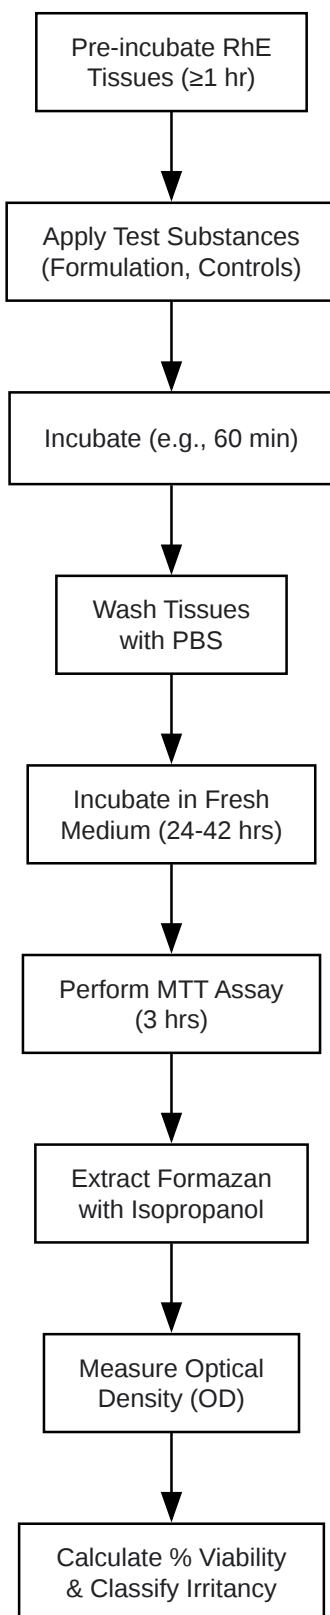 Pre-incubate RhE
Tissues (≥1 hr)
Apply Test Substances
(Formulation, Controls)
Incubate (e.g., 60 min)
Wash Tissues
with PBS
Incubate in Fresh
Medium (24-42 hrs)
Perform MTT Assay
(3 hrs)
Extract Formazan
with Isopropanol
Measure Optical
Density (OD)
Calculate % Viability
& Classify Irritancy